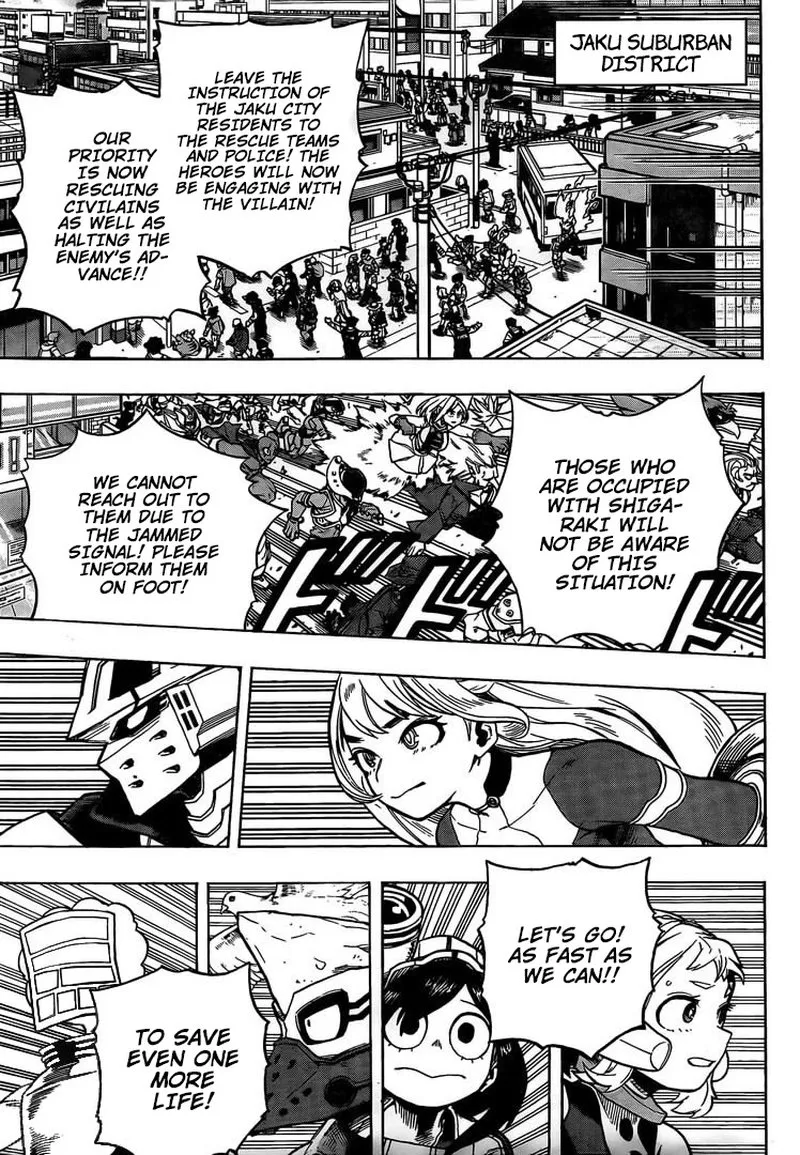 JAKU SUBURBAN
DISTRICT
LEAVE THE
INSTRUCTION OF
THE JAKU CITY
RESIDENTS TO
THE RESCUE TEAMS
AND POLICE! THE
HEROES WILL NOW
BE ENGAGING WITH
THE VILLAIN!
OUR
PRIORITY
IS NOW
RESCUING
CIVILAINS
AS WELL AS
HALTING THE
ENEMY'S AD-
VANCE!!
THOSE WHO
ARE OCCUPIED
WITH SHIGA-
RAKI WILL
NOT BE AWARE
OF THIS
SITUATION!
WE CANNOT
REACH OUT TO
THEM DUE TO
THE JAMMED
SIGNAL! PLEASE
INFORM THEM
ON FOOT!
ドドド
LET'S GO!
AS FAST AS
WE CAN!!
TO SAVE
EVEN ONE
MORE
LIFE!